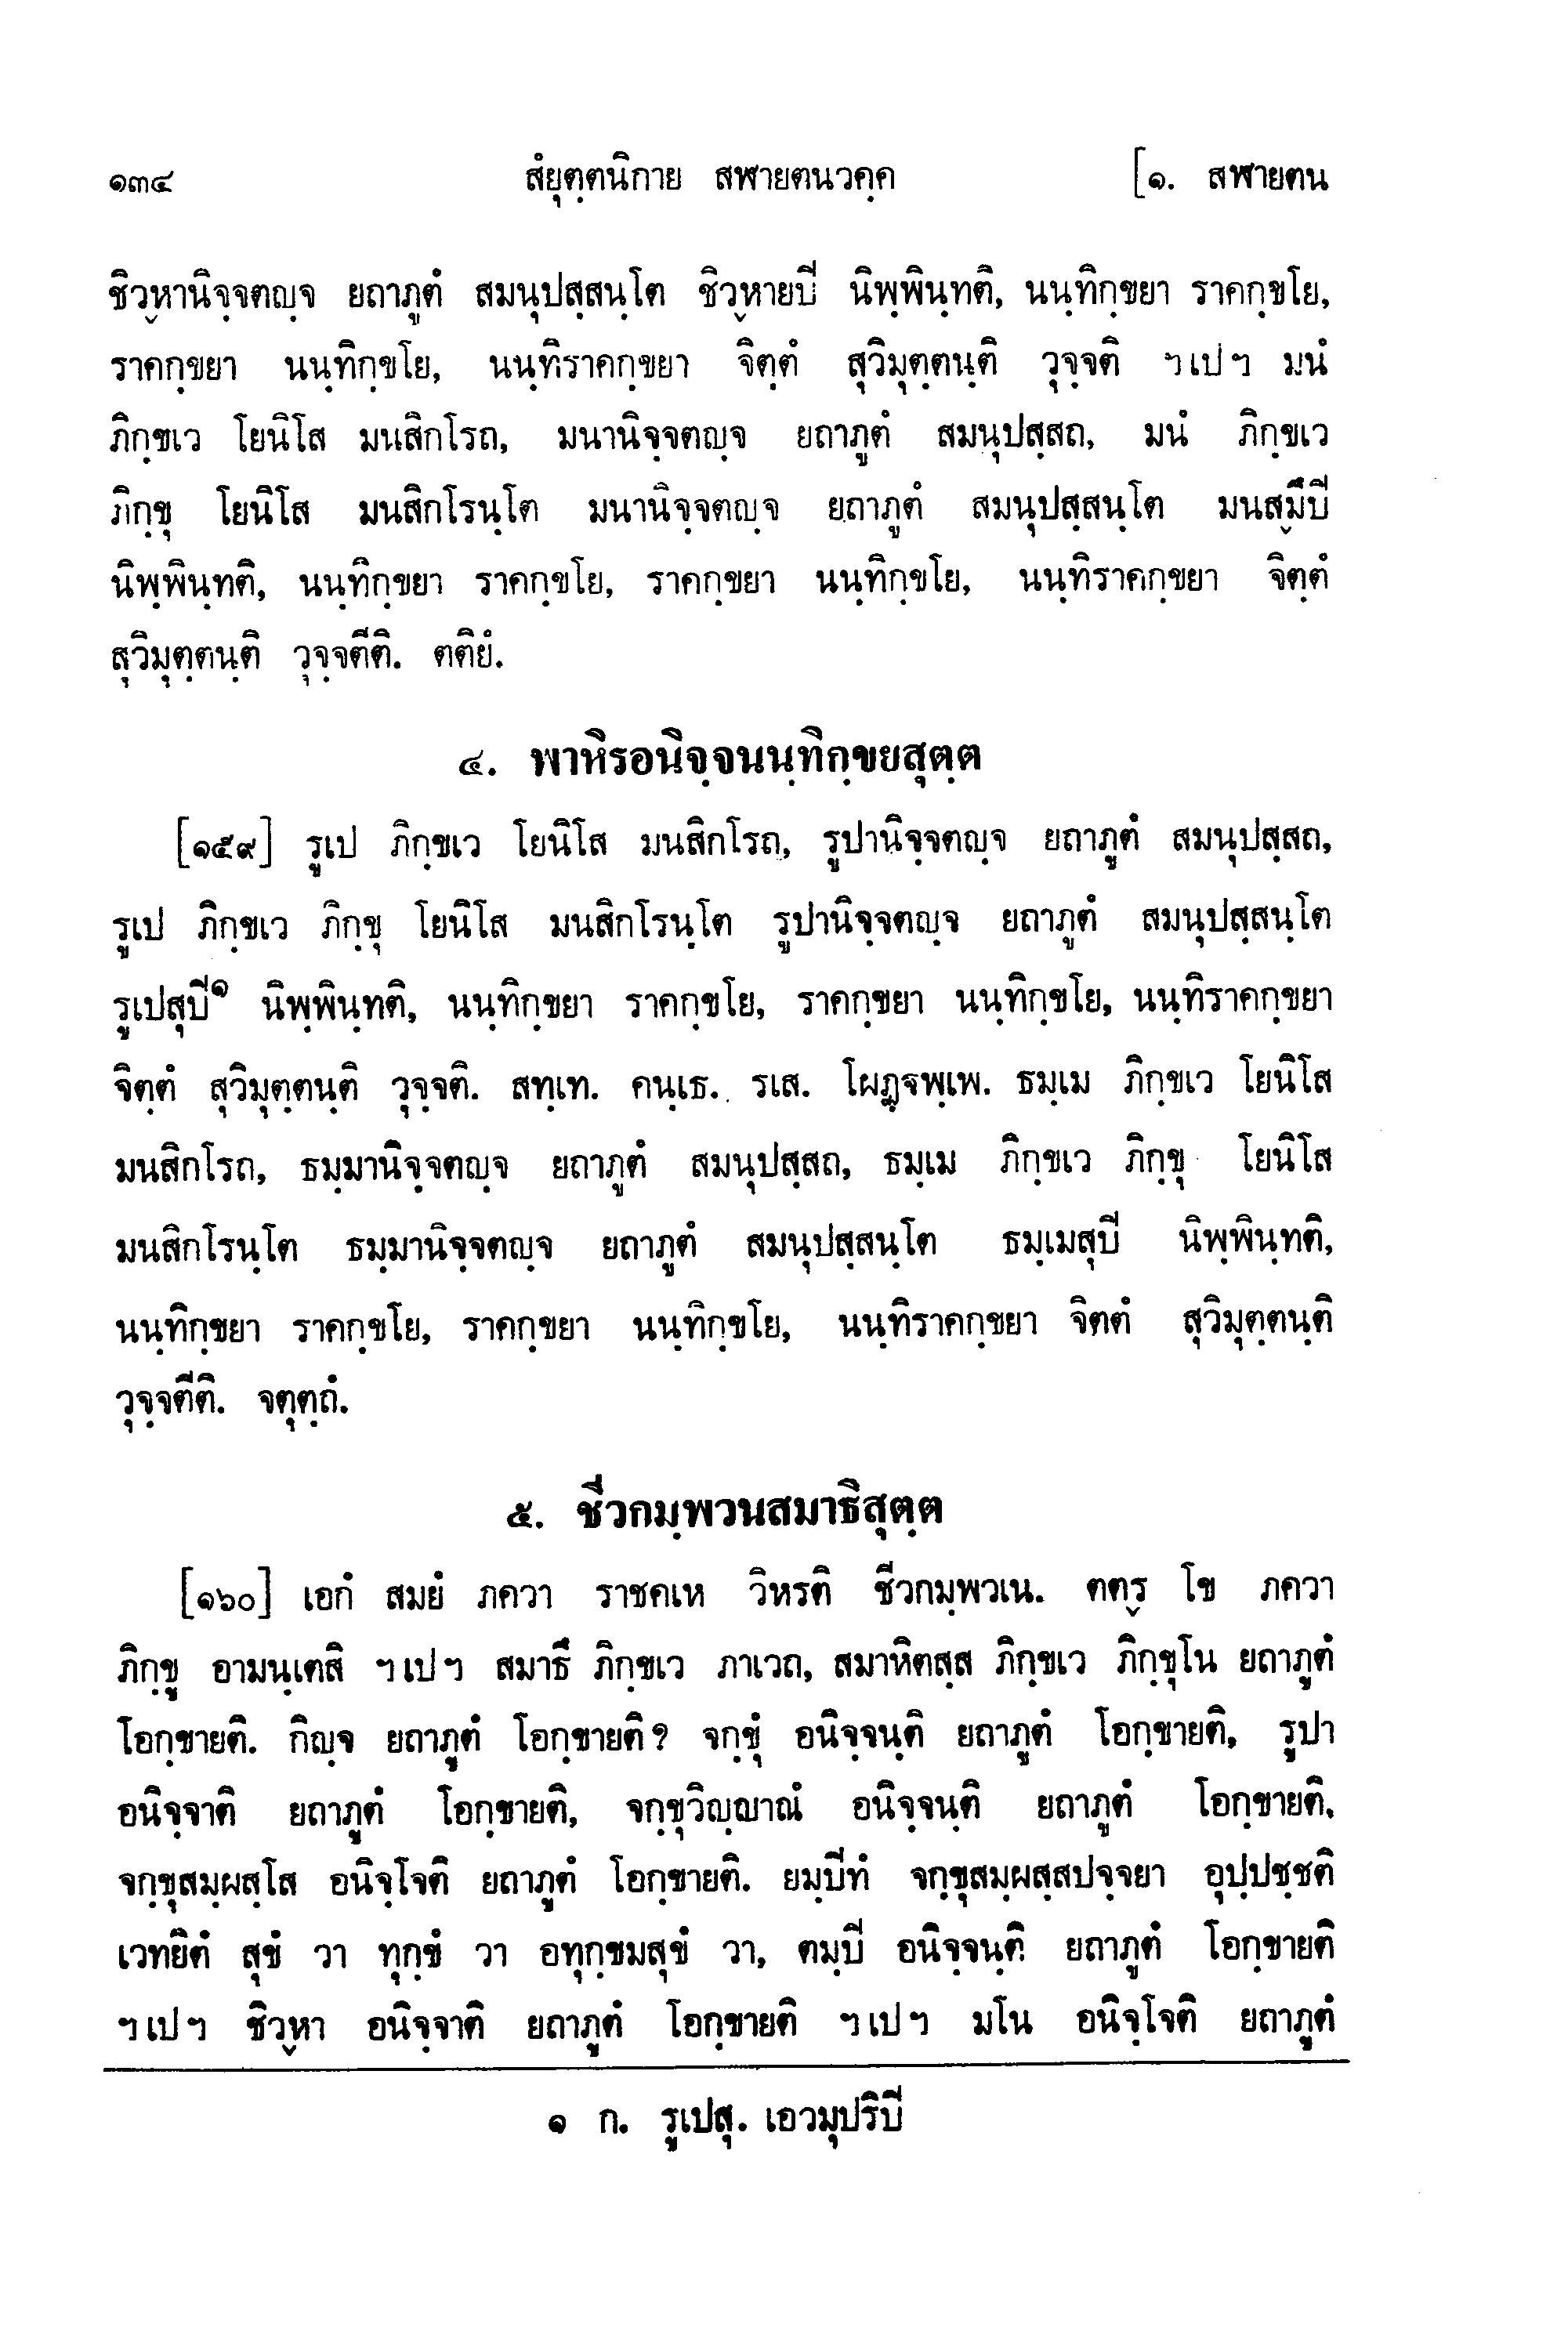 ๑๓๔ สํยุตฺตนิกาย สฬายตนวคฺค [๑. สฬายตน
ชิวฺหานิจฺจตญฺจ ยถาภูตํ สมนุปสฺสนฺโต ชิวฺหายปี นิพฺพินฺทติ, นนฺทิกฺขยา ราคกฺขโย,
ราคกฺขยา นนฺทิกฺขโย, นนฺทิราคกฺขยา จิตฺตํ สุวิมุตฺตนฺติ วุจฺจติ ฯเปฯ มนํ
ภิกฺขเว โยนิโส มนสิกโรถ, มนานิจฺจตญฺจ ยถาภูตํ สมนุปสฺสถ, มนํ ภิกฺขเว
ภิกฺขุ โยนิโส มนสิกโรนฺโต มนานิจฺจตญฺจ ยถาภูตํ สมนุปสฺสนฺโต มนสฺมึปี
นิพฺพินฺทติ, นนฺทิกฺขยา ราคกฺขโย, ราคกฺขยา นนฺทิกฺขโย, นนฺทิราคกฺขยา จิตฺตํ
สุวิมุตฺตนฺติ วุจฺจตีติ. ตติยํ.
๔. พาหิรอนิจฺจนนฺทิกฺขยสุตฺต
[๑๕๙] รูเป ภิกฺขเว โยนิโส มนสิกโรถ, รูปานิจฺจตญฺจ ยถาภูตํ สมนุปสฺสถ,
รูเป ภิกฺขเว ภิกฺขุ โยนิโส มนสิกโรนฺโต รูปานิจฺจตญฺจ ยถาภูตํ สมนุปสฺสนฺโต
รูเปสุปี๑ นิพฺพินฺทติ, นนฺทิกฺขยา ราคกฺขโย, ราคกฺขยา นนฺทิกฺขโย, นนฺทิราคกฺขยา
จิตฺตํ สุวิมุตฺตนฺติ วุจฺจติ. สทฺเท. คนฺเธ. รเส. โผฏฺฐพฺเพ. ธมฺเม ภิกฺขเว โยนิโส
มนสิกโรถ, ธมฺมานิจฺจตญฺจ ยถาภูตํ สมนุปสฺสถ, ธมฺเม ภิกฺขเว ภิกฺขุ โยนิโส
มนสิกโรนฺโต ธมฺมานิจฺจตญฺจ ยถาภูตํ สมนุปสฺสนฺโต ธมฺเมสุปี นิพฺพินฺทติ,
นนฺทิกฺขยา ราคกฺขโย, ราคกฺขยา นนฺทิกฺขโย, นนฺทิราคกฺขยา จิตตํ สุวิมุตฺตนฺติ
วุจฺจตีติ. จตุตฺถํ.
๕. ชีวกมฺพวนสมาธิสุตฺต
[๑๖๐] เอกํ สมยํ ภควา ราชคเห วิหรติ ชีวกมฺพวเน. ตตฺร โข ภควา
ภิกฺขู อามนฺเตสิ ฯเปฯ สมาธึ ภิกฺขเว ภาเวถ, สมาหิตสฺส ภิกฺขเว ภิกฺขุโน ยถาภูตํ
โอกฺขายติ. กิญฺจ ยถาภูตํ โอกฺขายติ? จกฺขุํ อนิจฺจนฺติ ยถาภูตํ โอกฺขายติ, รูปา
อนิจฺจาติ ยถาภูตํ โอกฺขายติ, จกฺขุวิญฺญาณํ อนิจฺจนฺติ ยถาภูตํ โอกฺขายติ,
จกฺขุสมฺผสฺโส อนิจฺโจติ ยถาภูตํ โอกฺขายติ. ยมฺปีทํ จกฺขุสมฺผสฺสปจฺจยา อุปฺปชฺชติ
เวทยิตํ สุขํ วา ทุกฺขํ วา อทุกฺขมสุขํ วา, ตมฺปี อนิจฺจนฺติ ยถาภูตํ โอกฺขายติ
ฯเปฯ ชิวฺหา อนิจฺจาติ ยถาภูตํ โอกฺขายติ ฯเปฯ มโน อนิจฺโจติ ยถาภูตํ
๑ ก. รูเปสุ. เอวมุปริปี